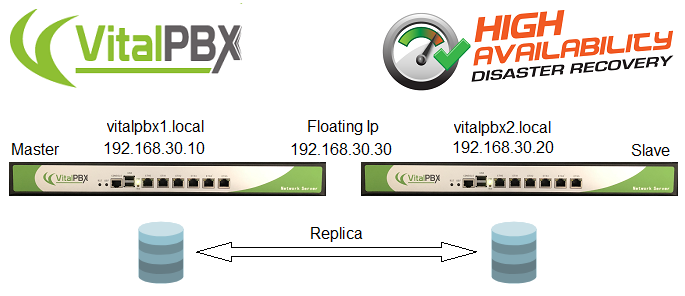 VitalPBX
HIGH
AVAILABILITY
DISASTER RECOVERY
Master
vitalpbx1.local
192.168.30.10
Floating Ip
192.168.30.30
vitalpbx2.local
192.168.30.20
Slave
VitalPBX
Network Server
VitalPBX
Network Server
Replica